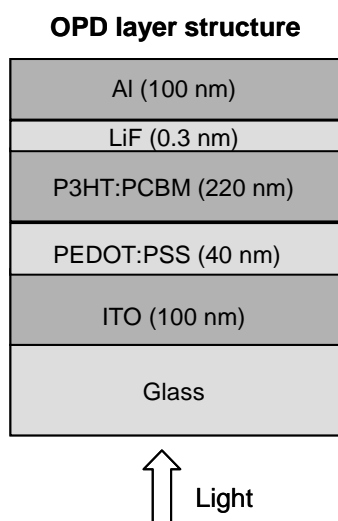 OPD layer structure
Al (100 nm)
LiF (0.3 nm)
P3HT:PCBM (220 nm)
PEDOT:PSS (40 nm)
ITO (100 nm)
Glass
Light